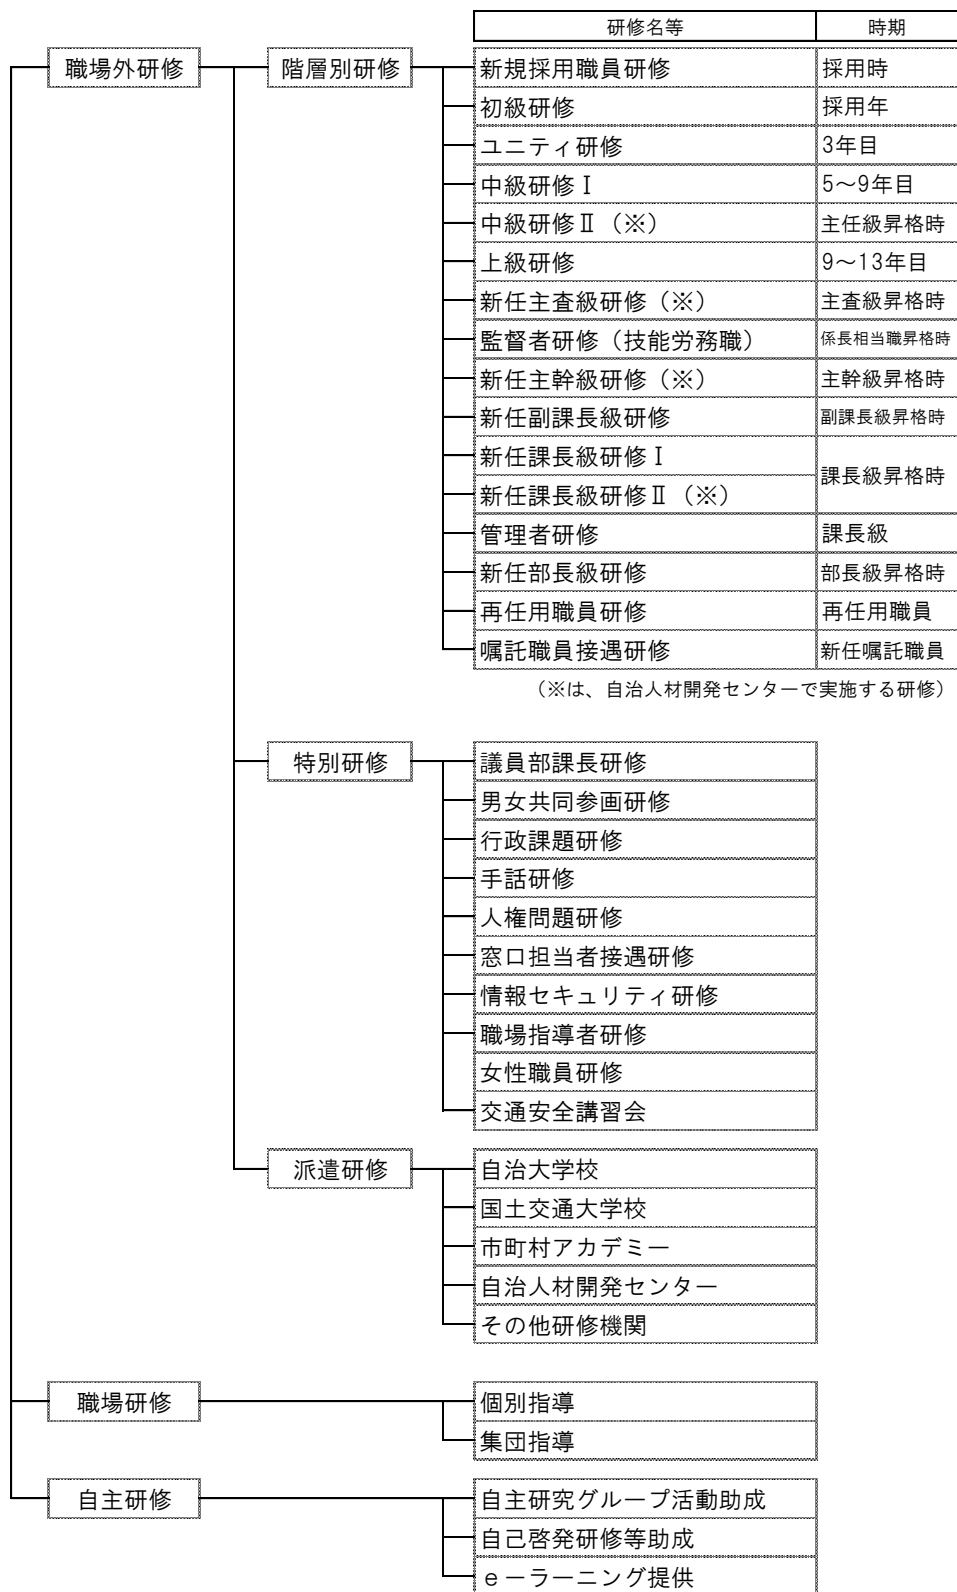 研修名等 時期
職場外研修 階層別研修 新規採用職員研修 採用時
初級研修 採用年
ユニティ研修 3年目
中級研修Ⅰ 5～9年目
中級研修Ⅱ（※） 主任級昇格時
上級研修 9～13年目
新任主査級研修（※） 主査級昇格時
監督者研修（技能労務職） 係長相当職昇格時
新任主幹級研修（※） 主幹級昇格時
新任副課長級研修 副課長級昇格時
新任課長級研修Ⅰ 課長級昇格時
新任課長級研修Ⅱ（※）
管理者研修 課長級
新任部長級研修 部長級昇格時
再任用職員研修 再任用職員
嘱託職員接遇研修 新任嘱託職員
（※は、自治人材開発センターで実施する研修）
特別研修 議員部課長研修
男女共同参画研修
行政課題研修
手話研修
人権問題研修
窓口担当者接遇研修
情報セキュリティ研修
職場指導者研修
女性職員研修
交通安全講習会
派遣研修 自治大学校
国土交通大学校
市町村アカデミー
自治人材開発センター
その他研修機関
職場研修 個別指導
集団指導
自主研修 自主研究グループ活動助成
自己啓発研修等助成
ｅーラーニング提供